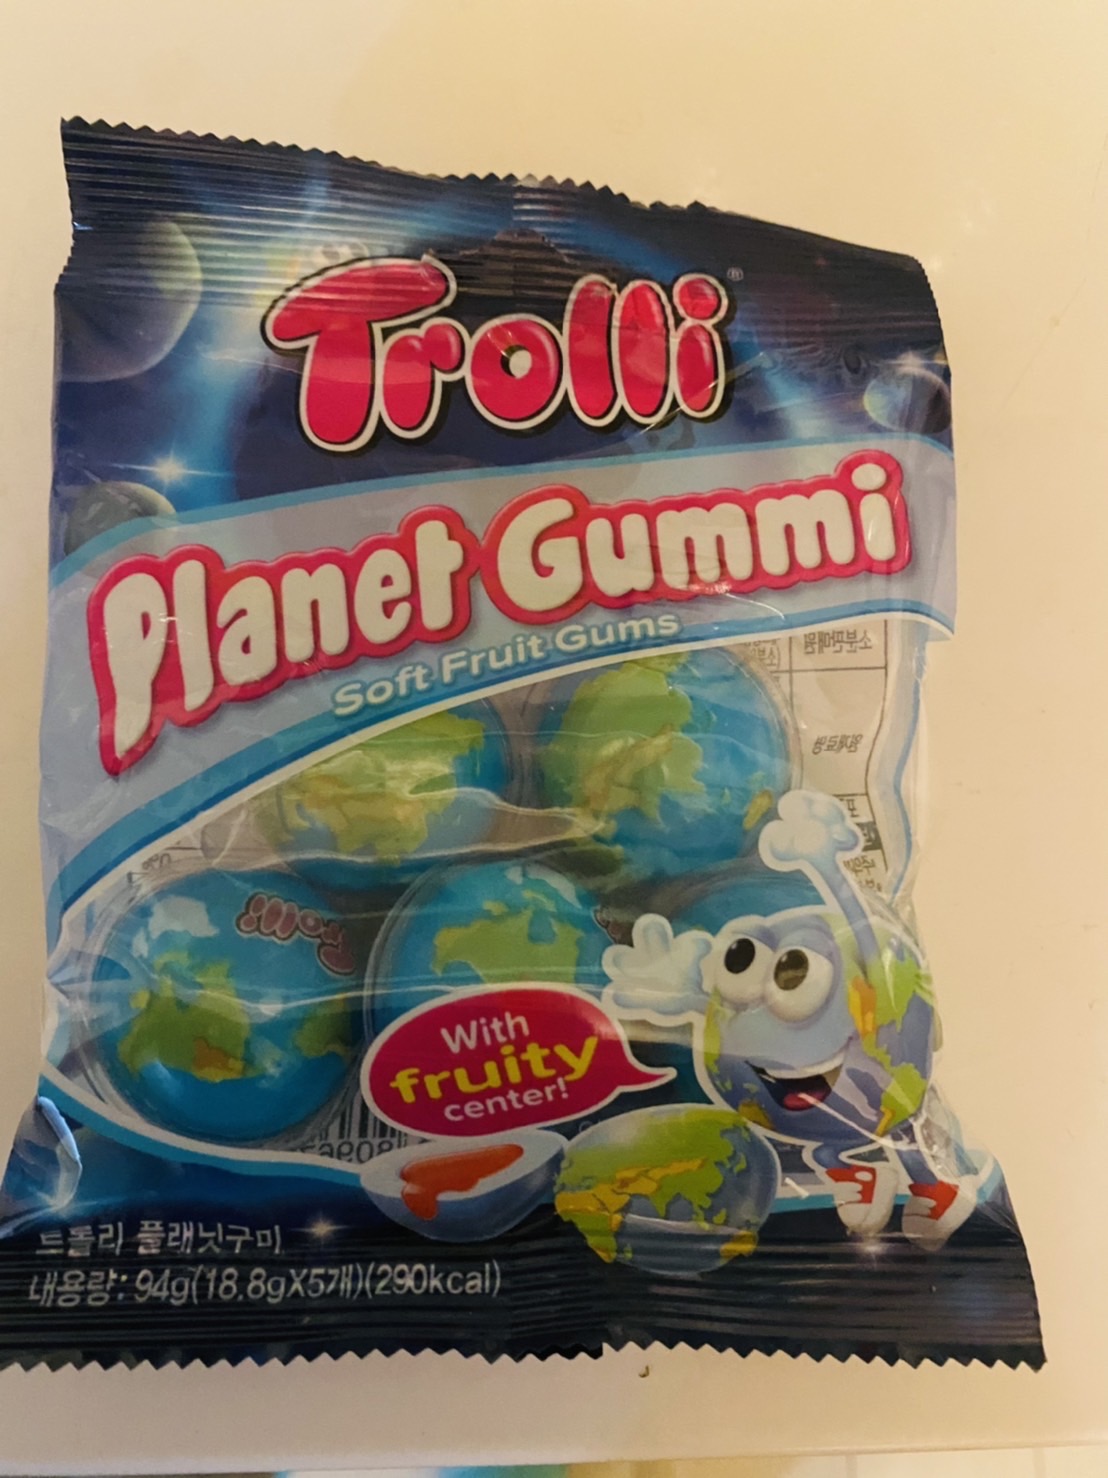 Trolli®
Planet Gummi
Soft Fruit Gums
Trolli
With
fruity
center!
트롤리 플래닛구미
내용량: 94g(18.8gX5개)(290kcal)